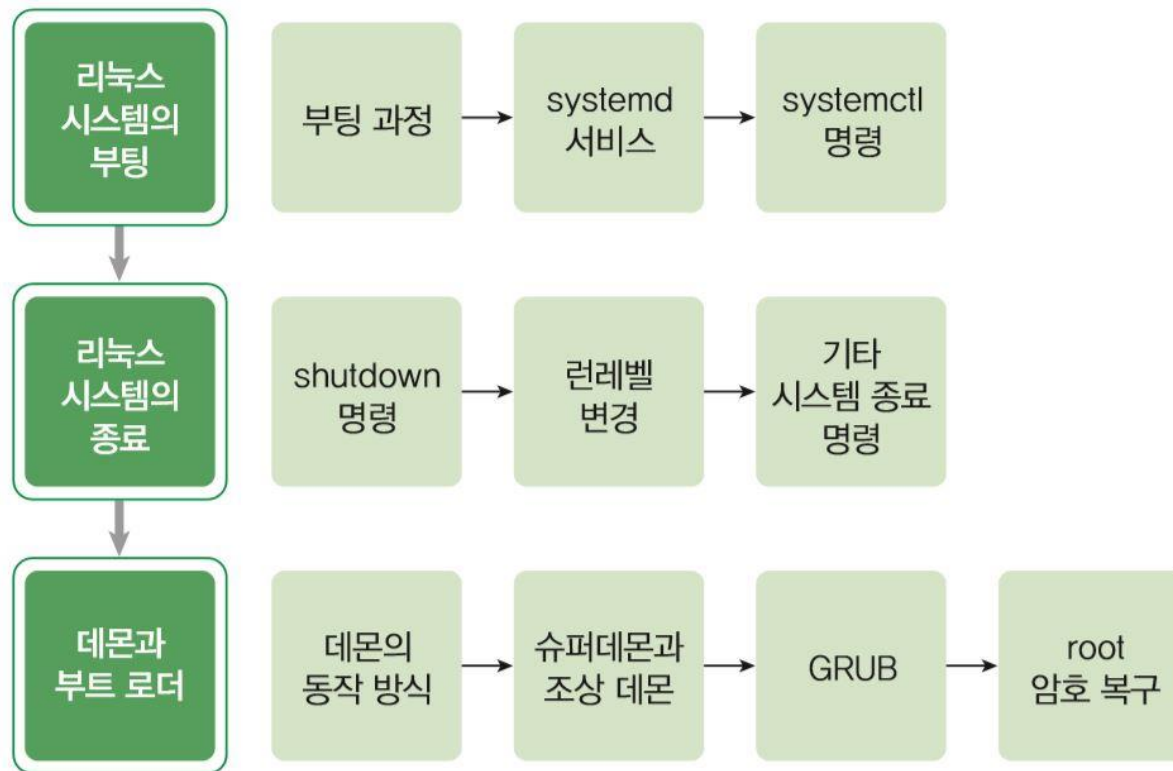 리눅스
시스템의
부팅
부팅 과정
systemd
서비스
systemctl
명령
리눅스
시스템의
종료
shutdown
명령
런레벨
변경
기타
시스템 종료
명령
데몬과
부트 로더
데몬의
동작 방식
슈퍼데몬과
조상 데몬
GRUB
root
암호 복구